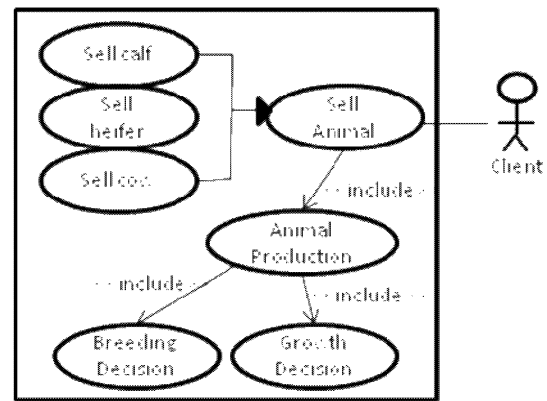 Sell calf
Sell
heifer
Sell cow
Sell
Animal
Client
<< include >>
Animal
Production
<< include >>
<< include >>
Breeding
Decision
Growth
Decision